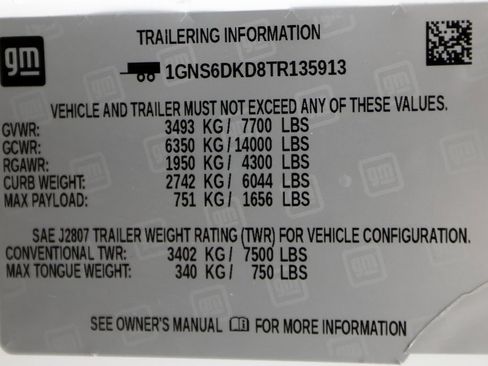 gm
TRAILERING INFORMATION
1GNS6DKD8TR135913
VEHICLE AND TRAILER MUST NOT EXCEED ANY OF THESE VALUES.
GVWR: 3493 KG / 7700 LBS
GCWR: 6350 KG / 14000 LBS
RGAWR: 1950 KG / 4300 LBS
CURB WEIGHT: 2742 KG / 6044 LBS
MAX PAYLOAD: 751 KG / 1656 LBS
SAE J2807 TRAILER WEIGHT RATING (TWR) FOR VEHICLE CONFIGURATION.
CONVENTIONAL TWR: 3402 KG / 7500 LBS
MAX TONGUE WEIGHT: 340 KG / 750 LBS
SEE OWNER'S MANUAL FOR MORE INFORMATION